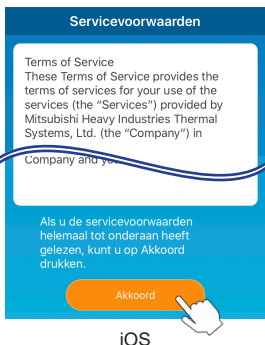 Servicevoorwaarden
Terms of Service
These Terms of Service provides the
terms of services for your use of the
services (the “Services”) provided by
Mitsubishi Heavy Industries Thermal
Systems, Ltd. (the “Company”) in
Company and
Als u de servicevoorwaarden
helemaal tot onderaan heeft
gelezen, kunt u op Akkoord
drukken.
Akkoord
iOS